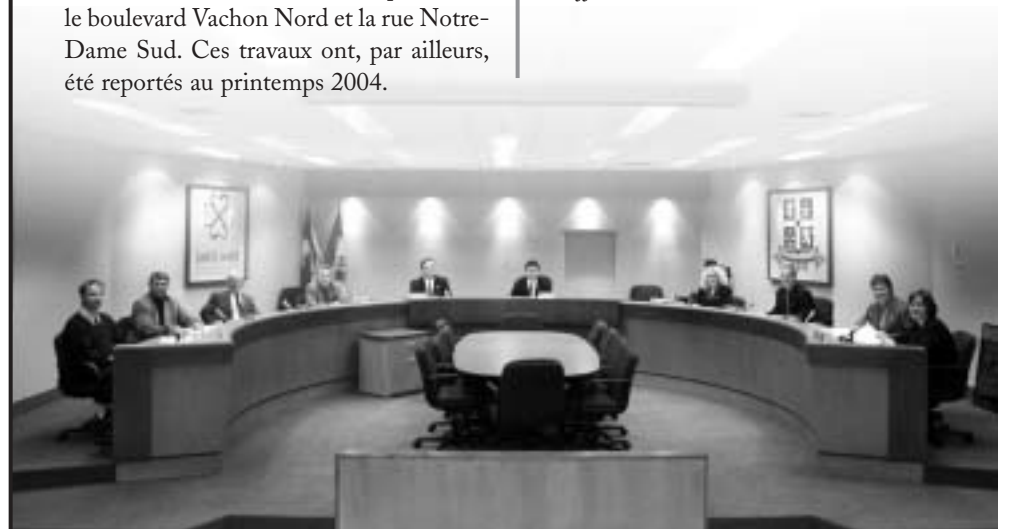 le boulevard Vachon Nord et la rue Notre-
Dame Sud. Ces travaux ont, par ailleurs,
été reportés au printemps 2004.